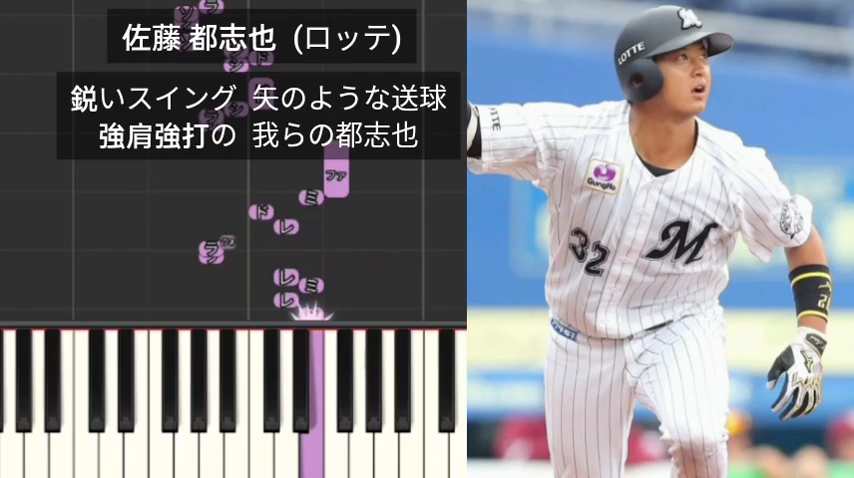 佐藤 都志也 (ロッテ)
鋭いスイング 矢のような送球
強肩強打の 我らの都志也
ド
ファ
ミ
ド
レ
ラ
レ
ミ
レ
LOTTE
M
GungHo
32
M